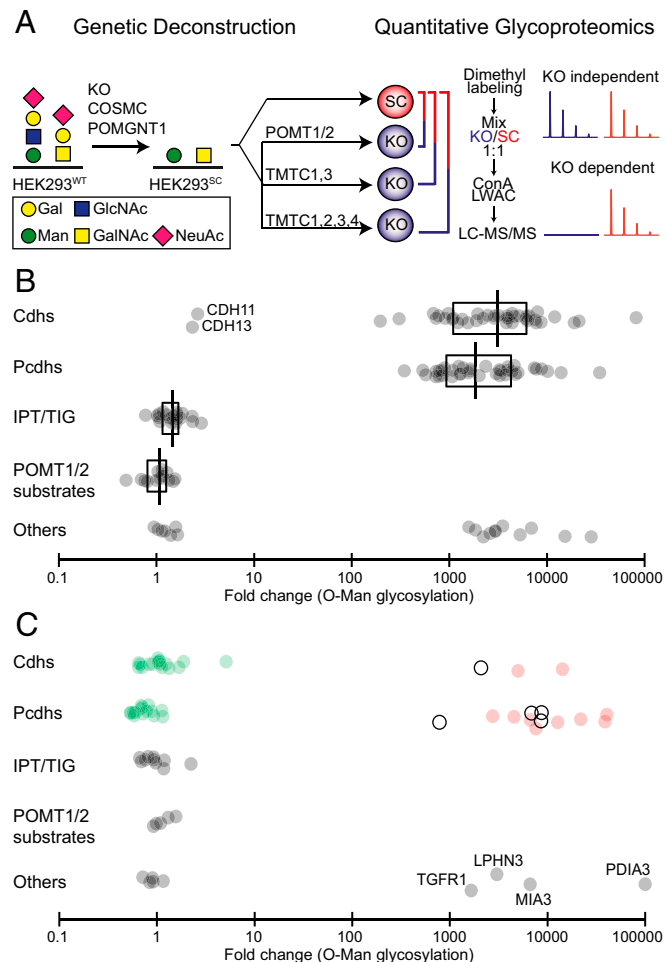 A
Genetic Deconstruction
Quantitative Glycoproteomics
KO
COSMC
POMGNT1
HEK293WT
HEK293SC
Gal
GlcNAc
Man
GalNAc
NeuAc
POMT1/2
TMTC1,3
TMTC1,2,3,4
SC
KO
KO
KO
Dimethyl
labeling
Mix
KO/SC
1:1
ConA
LWAC
LC-MS/MS
KO independent
KO dependent
B
Cdhs
CDH11
CDH13
Pcdhs
IPT/TIG
POMT1/2
substrates
Others
0.1 1 10 100 1000 10000 100000
Fold change (O-Man glycosylation)
C
Cdhs
Pcdhs
IPT/TIG
POMT1/2
substrates
Others
TGFR1
LPHN3
MIA3
PDIA3
0.1 1 10 100 1000 10000 100000
Fold change (O-Man glycosylation)